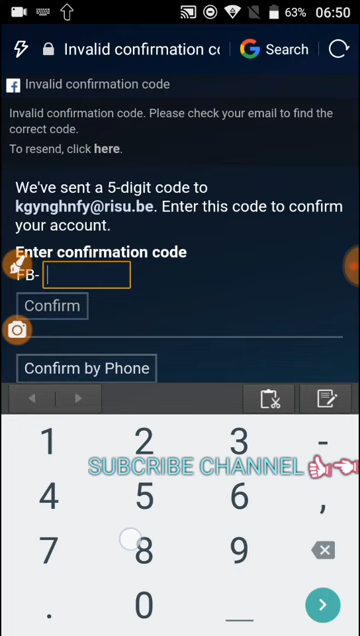 63% 06:50
Invalid confirmation cc
Search
Invalid confirmation code
Invalid confirmation code. Please check your email to find the
correct code.
To resend, click here.
We've sent a 5-digit code to
kgynghnfy@risu.be. Enter this code to confirm
your account.
Enter confirmation code
FB-
Confirm
Confirm by Phone
1 2 3 -
SUBCRIBE CHANNEL
4 5 6 ,
7 8 9
. 0 _